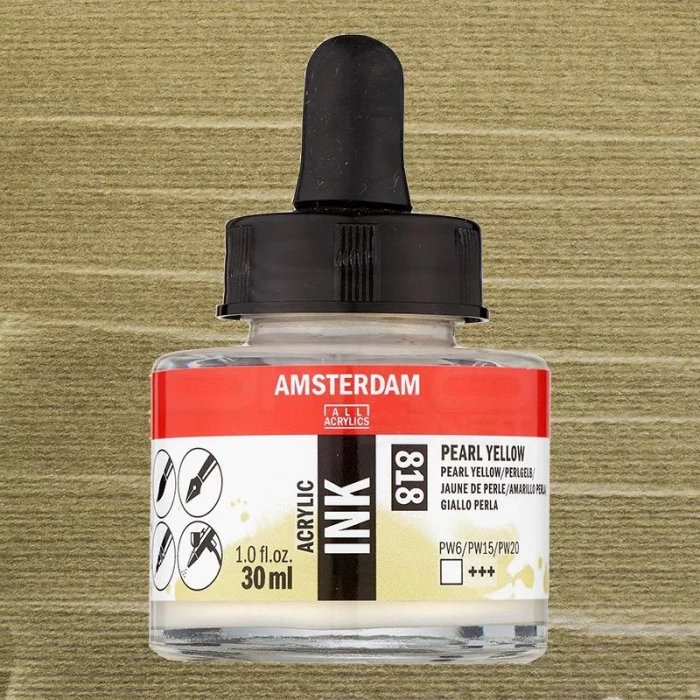 AMSTERDAM
ALL
ACRYLICS
ACRYLIC
INK
818
PEARL YELLOW
PEARL YELLOW/PERLGELB/
JAUNE DE PERLE/AMARILLO PERLA
GIALLO PERLA
PW6/PW15/PW20
+++
1.0 fl.oz.
30 ml